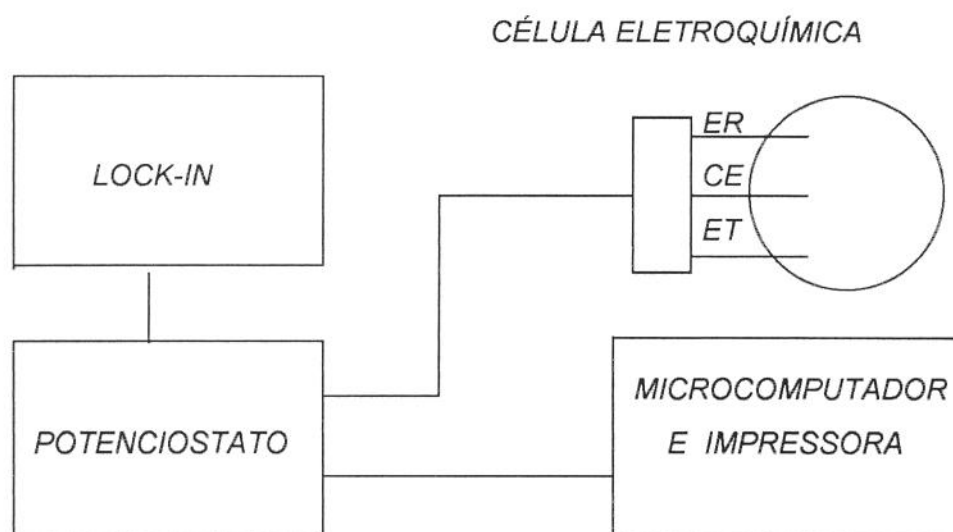 CÉLULA ELETROQUÍMICA
LOCK-IN
ER
CE
ET
POTENCIOSTATO
MICROCOMPUTADOR
E IMPRESSORA